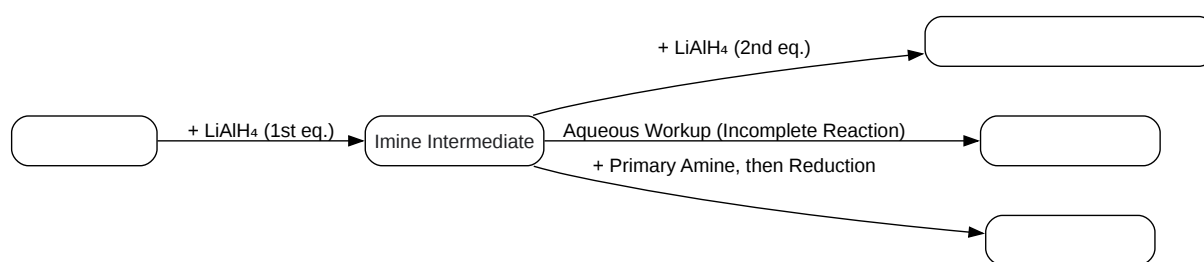 + LiAlH₄ (2nd eq.)
+ LiAlH₄ (1st eq.)
Imine Intermediate
Aqueous Workup (Incomplete Reaction)
+ Primary Amine, then Reduction